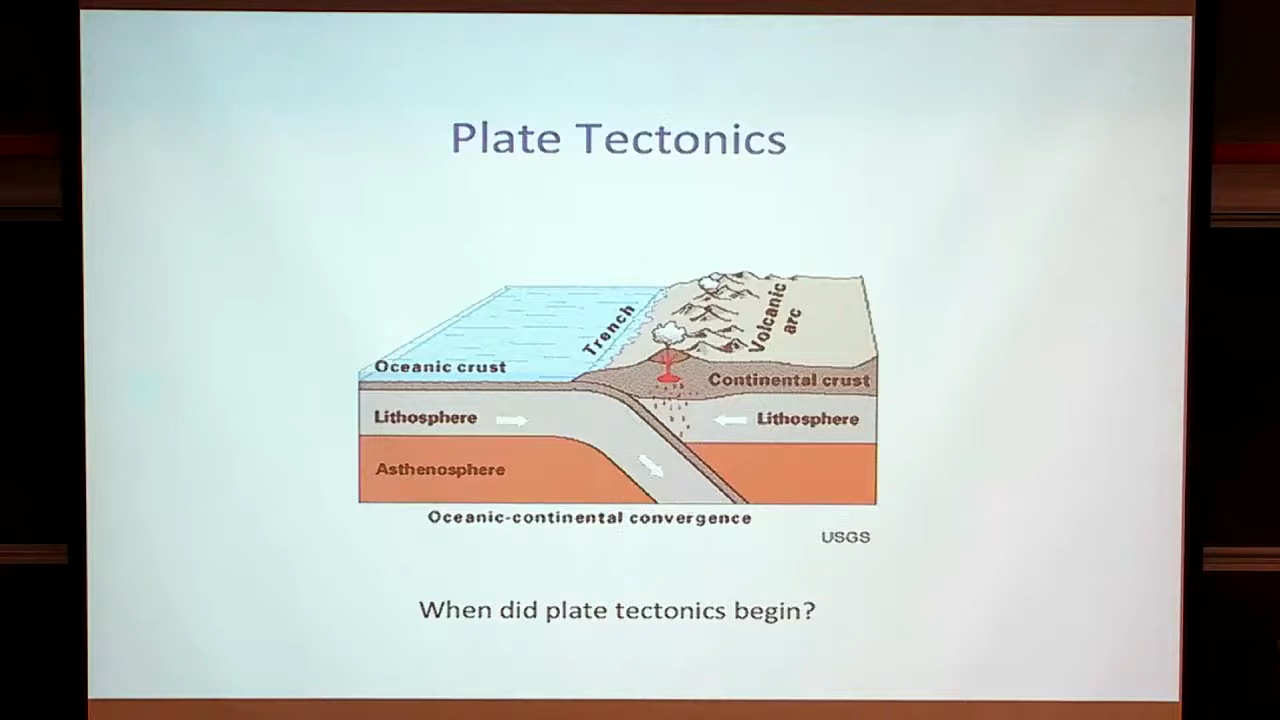 Plate Tectonics
Trench
Volcanic
arc
Oceanic crust
Continental crust
Lithosphere
Lithosphere
Asthenosphere
Oceanic-continental convergence
USGS
When did plate tectonics begin?